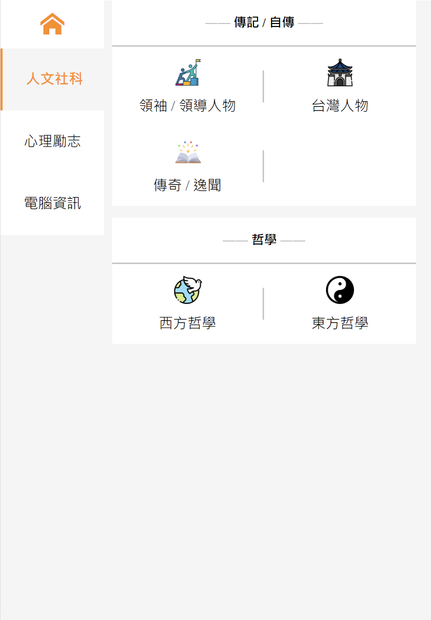 人文社科
心理勵志
電腦資訊
傳記 / 自傳
領袖 / 領導人物
台灣人物
傳奇 / 逸聞
哲學
西方哲學
東方哲學